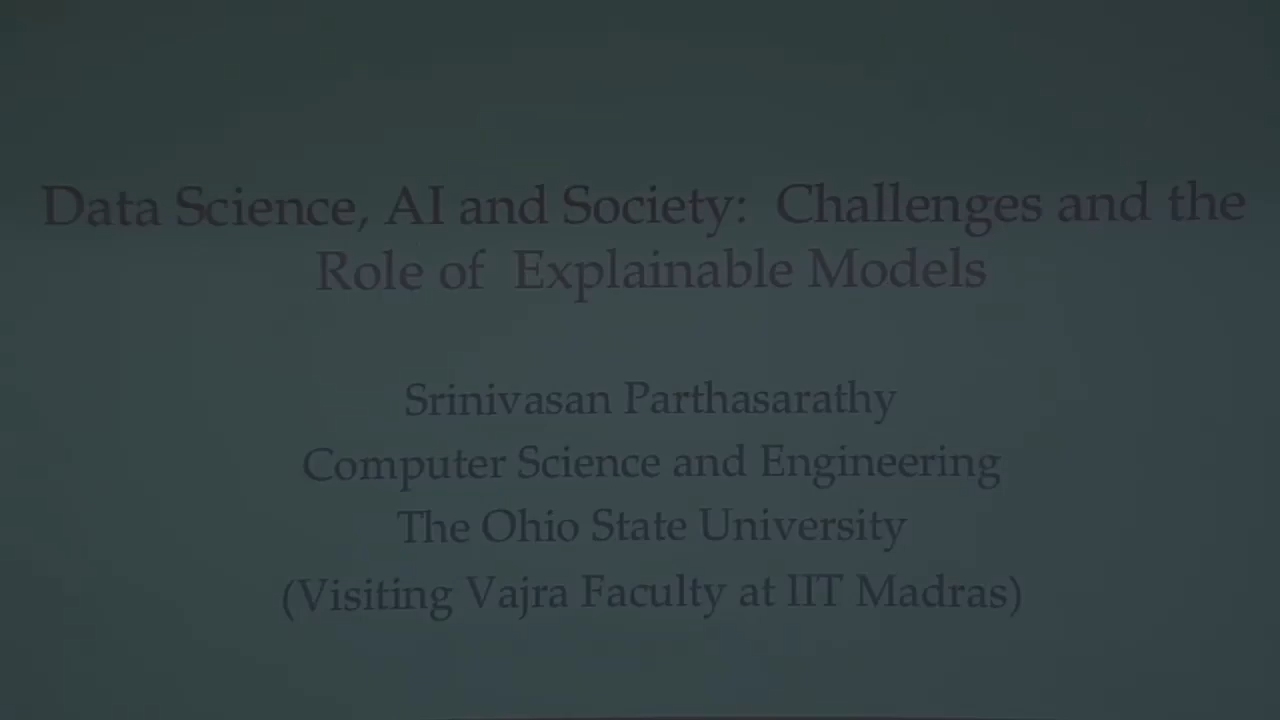 Data Science, AI and Society: Challenges and the
Role of Explainable Models
Srinivasan Parthasarathy
Computer Science and Engineering
The Ohio State University
(Visiting Vajra Faculty at IIT Madras)